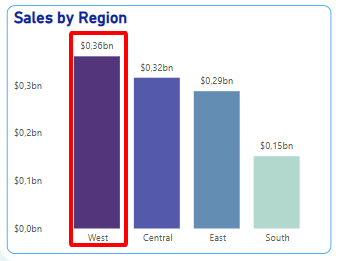 Sales by Region
$0,36bn
$0,32bn
$0,29bn
$0,15bn
$0,3bn
$0,2bn
$0,1bn
$0,0bn
West Central East South